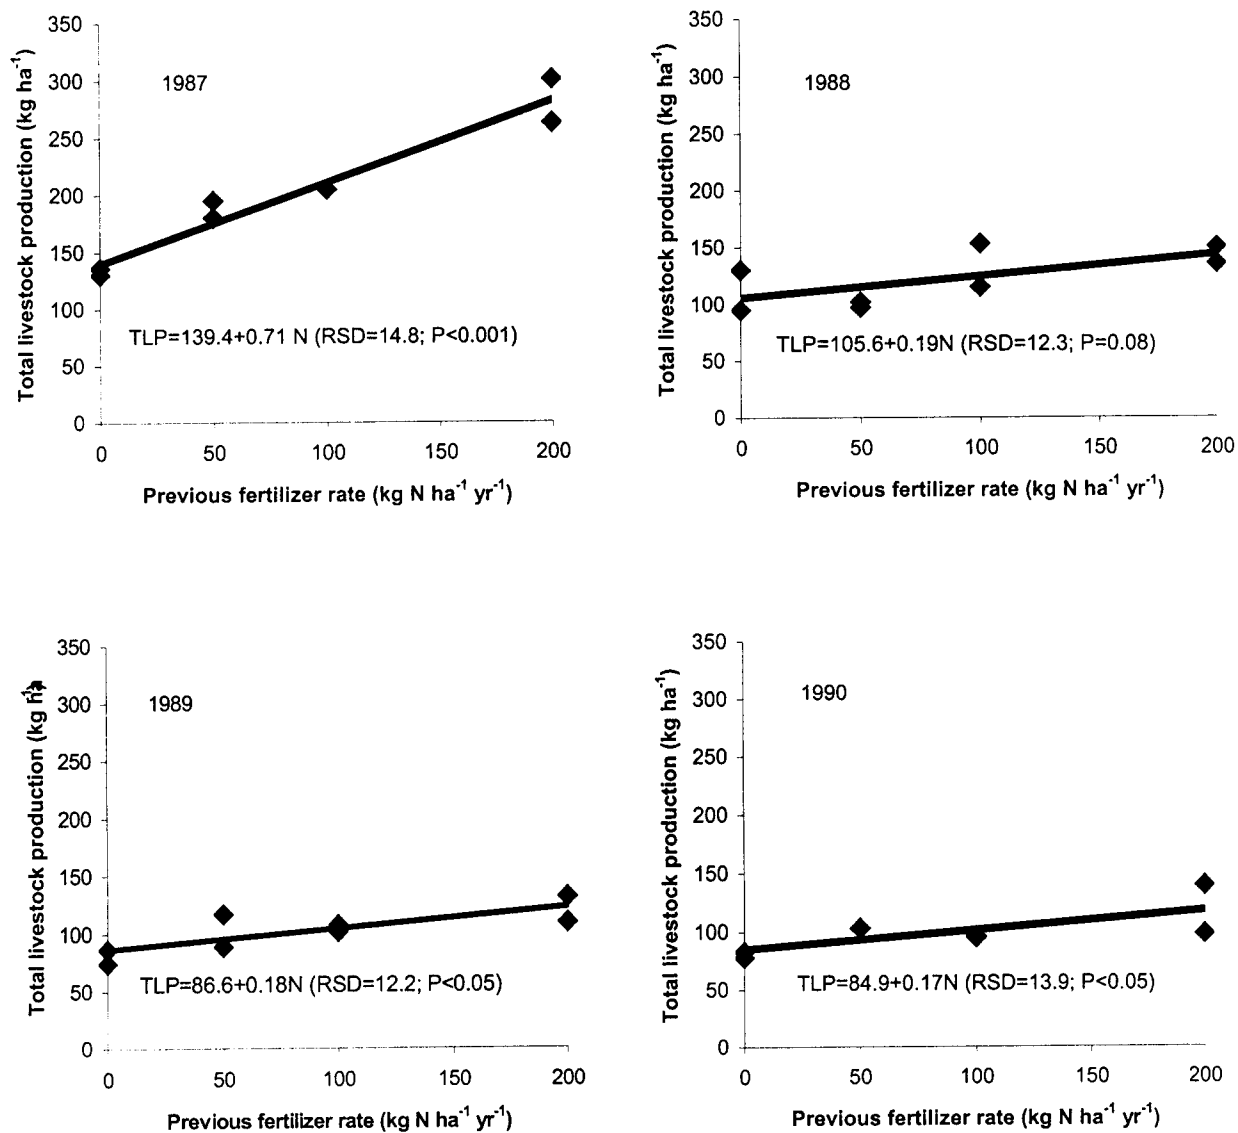 350
300
250
200
150
100
50
0
Total livestock production (kg ha⁻¹)
1987
TLP=139.4+0.71 N (RSD=14.8; P<0.001)
0 50 100 150 200
Previous fertilizer rate (kg N ha⁻¹ yr⁻¹)
350
300
250
200
150
100
50
0
Total livestock production (kg ha⁻¹)
1988
TLP=105.6+0.19N (RSD=12.3; P=0.08)
0 50 100 150 200
Previous fertilizer rate (kg N ha⁻¹ yr⁻¹)
350
300
250
200
150
100
50
0
Total livestock production (kg ha⁻¹)
1989
TLP=86.6+0.18N (RSD=12.2; P<0.05)
0 50 100 150 200
Previous fertilizer rate (kg N ha⁻¹ yr⁻¹)
350
300
250
200
150
100
50
0
Total livestock production (kg ha⁻¹)
1990
TLP=84.9+0.17N (RSD=13.9; P<0.05)
0 50 100 150 200
Previous fertilizer rate (kg N ha⁻¹ yr⁻¹)